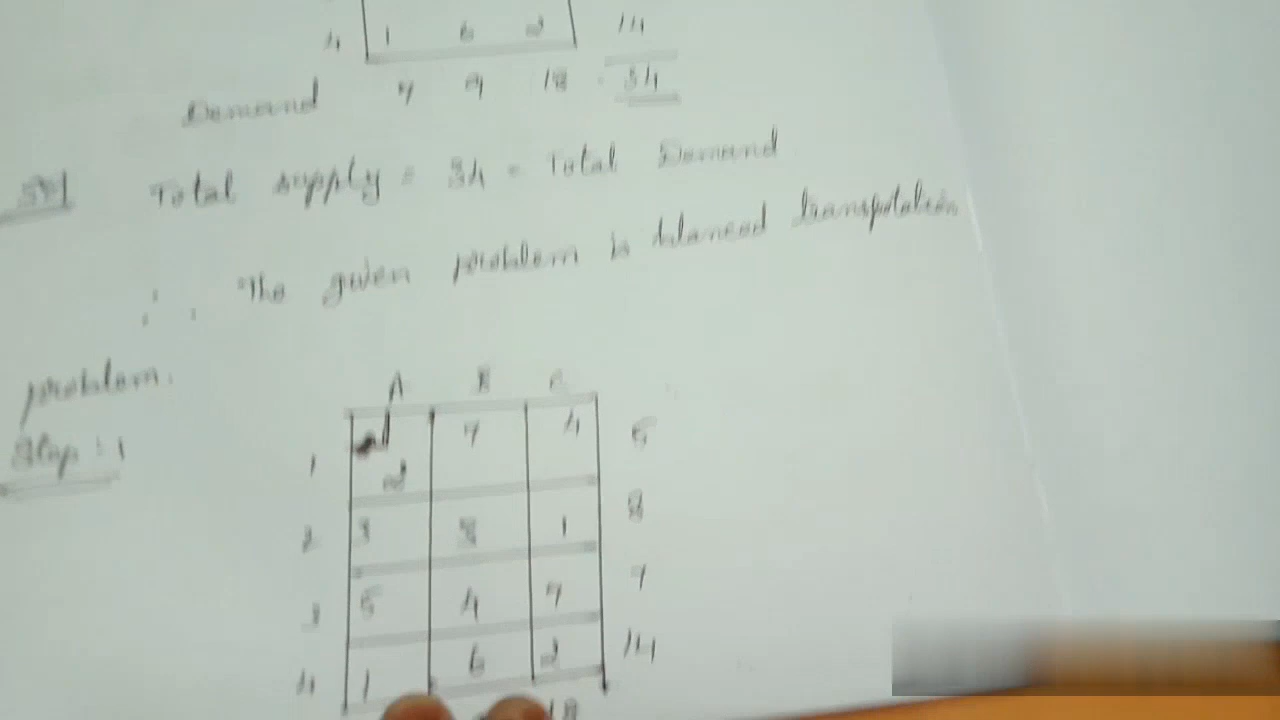 4 1 6 2 14
Demand 7 9 18 34
Sol Total supply = 34 = Total Demand
∴ The given problem is balanced transpotation
problem.
Step : 1
A B C
1 2 7 4 5
2 3 3 1 8
3 5 4 7 7
4 1 6 2 14
18